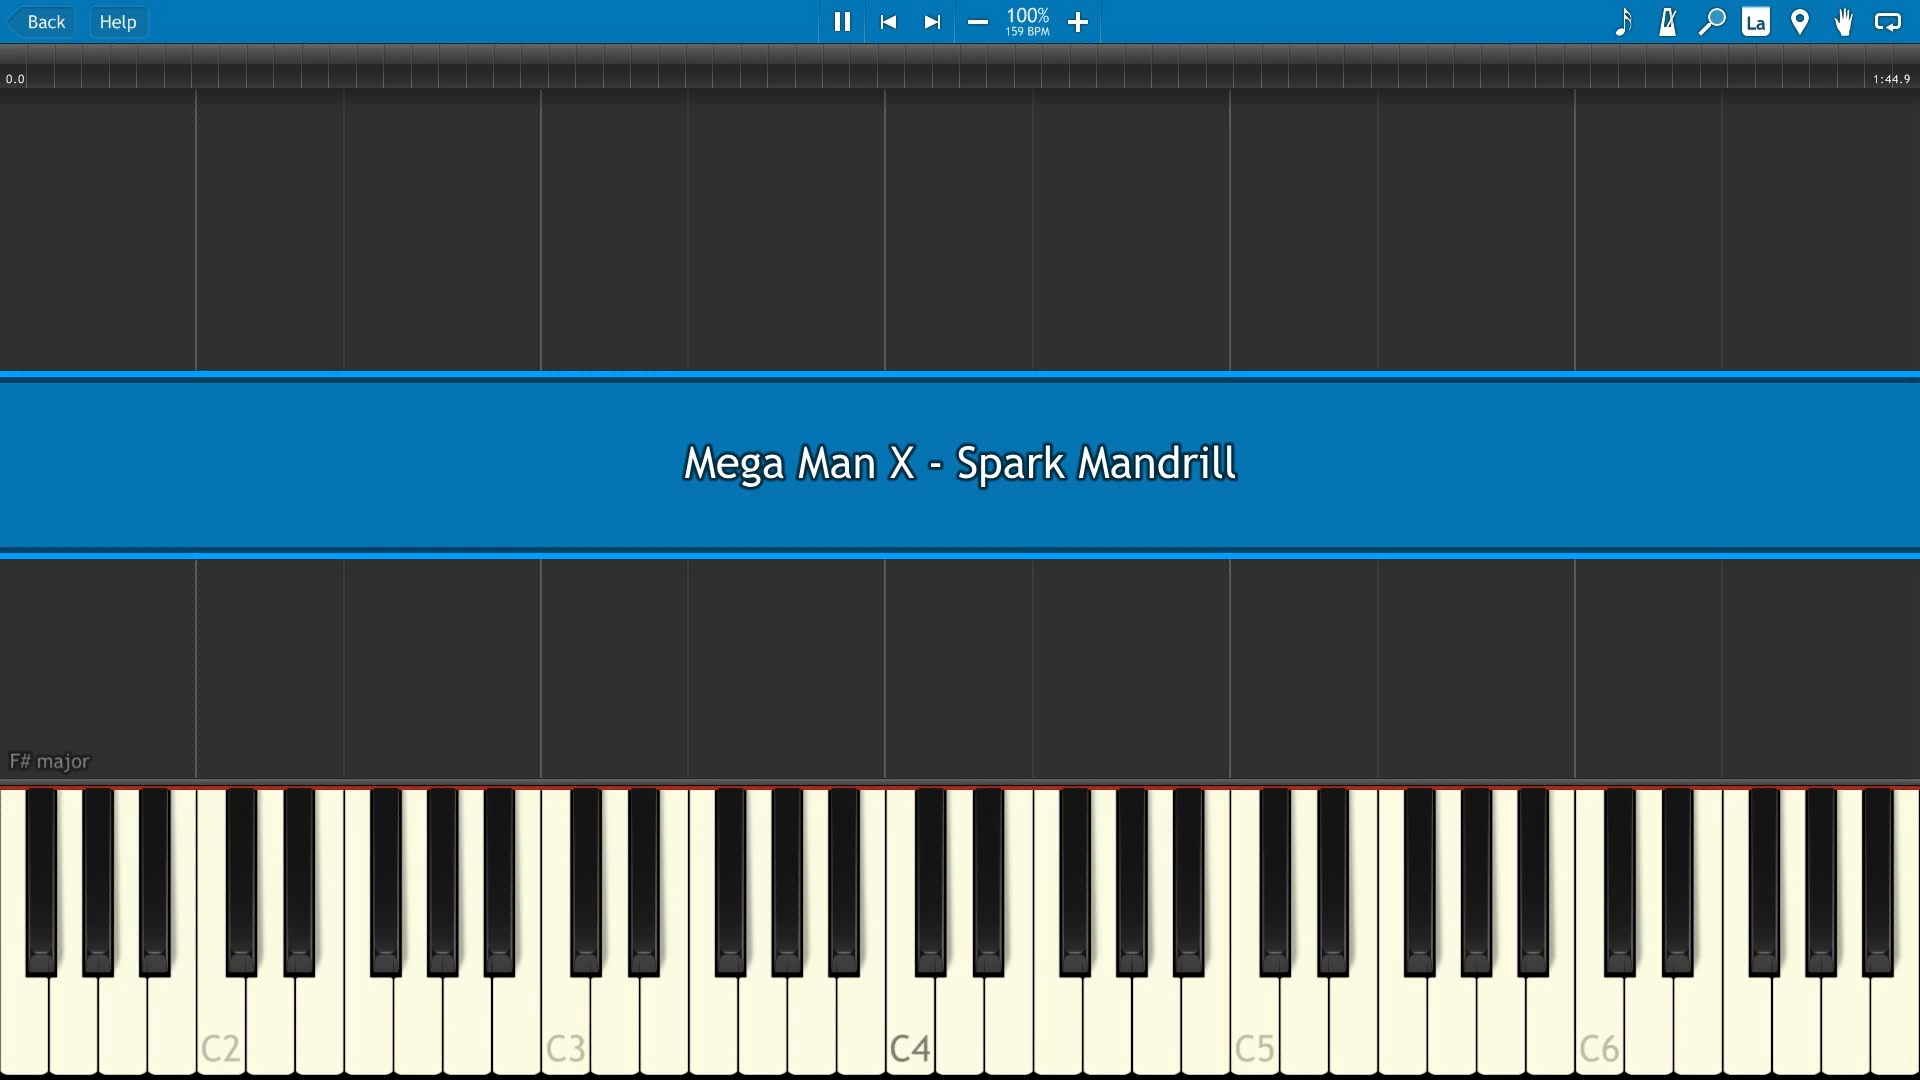 Back
Help
100%
159 BPM
La
0.0
1:44.9
Mega Man X - Spark Mandrill
F# major
C2
C3
C4
C5
C6